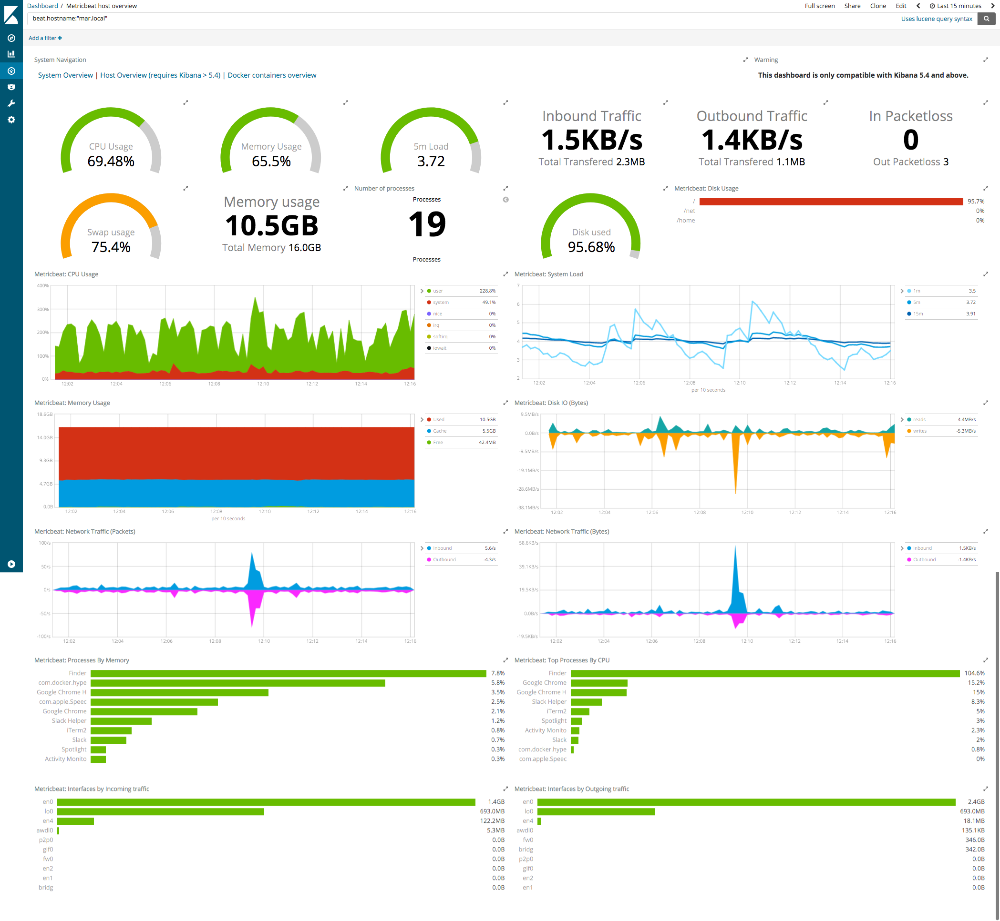 Dashboard / Metricbeat host overview
Full screen Share Clone Edit Last 15 minutes
beat.hostname:"mar.local"
Uses lucene query syntax
Add a filter
System Navigation
Warning
System Overview | Host Overview (requires Kibana > 5.4) | Docker containers overview
This dashboard is only compatible with Kibana 5.4 and above.
CPU Usage
69.48%
Memory Usage
65.5%
5m Load
3.72
Inbound Traffic
1.5KB/s
Total Transfered 2.3MB
Outbound Traffic
1.4KB/s
Total Transfered 1.1MB
In Packetloss
0
Out Packetloss 3
Swap usage
75.4%
Memory usage
10.5GB
Total Memory 16.0GB
Number of processes
Processes
19
Processes
Disk used
95.68%
Metricbeat: Disk Usage
/ 95.7%
/net 0%
/home 0%
Metricbeat: CPU Usage
400%
300%
200%
100%
0%
12:02 12:04 12:06 12:08 12:10 12:12 12:14 12:16
user 228.8%
system 49.1%
nice 0%
irq 0%
softirq 0%
iowait 0%
Metricbeat: System Load
7
6
5
4
3
2
12:02 12:04 12:06 12:08 12:10 12:12 12:14 12:16
per 10 seconds
1m 3.5
5m 3.72
15m 3.91
Metricbeat: Memory Usage
18.6GB
14.0GB
9.3GB
4.7GB
0.0B
12:02 12:04 12:06 12:08 12:10 12:12 12:14 12:16
per 10 seconds
Used 10.5GB
Cache 5.5GB
Free 42.4MB
Metricbeat: Disk IO (Bytes)
9.5MB/s
0.0B/s
-9.5MB/s
-19.1MB/s
-28.6MB/s
-38.1MB/s
12:02 12:04 12:06 12:08 12:10 12:12 12:14 12:16
reads 4.4MB/s
writes -5.3MB/s
Mericbeat: Network Traffic (Packets)
100/s
50/s
0/s
-50/s
-100/s
12:02 12:04 12:06 12:08 12:10 12:12 12:14 12:16
Inbound 5.6/s
Outbound -4.3/s
Mericbeat: Network Traffic (Bytes)
58.6KB/s
39.1KB/s
19.5KB/s
0.0B/s
-19.5KB/s
12:02 12:04 12:06 12:08 12:10 12:12 12:14 12:16
Inbound 1.5KB/s
Outbound -1.4KB/s
Metricbeat: Processes By Memory
Finder 7.8%
com.docker.hype 5.8%
Google Chrome H 3.5%
com.apple.Speec 2.5%
Google Chrome 2.1%
Slack Helper 1.2%
iTerm2 0.8%
Slack 0.7%
Spotlight 0.3%
Activity Monito 0.3%
Metricbeat: Top Processes By CPU
Finder 104.6%
Google Chrome 15.2%
Google Chrome H 15%
Slack Helper 8.3%
iTerm2 5%
Spotlight 3%
Activity Monito 2.3%
Slack 2%
com.docker.hype 0.8%
com.apple.Speec 0%
Metricbeat: Interfaces by Incoming traffic
en0 1.4GB
lo0 693.0MB
en4 122.2MB
awdl0 5.3MB
p2p0 0.0B
gif0 0.0B
fw0 0.0B
en2 0.0B
en1 0.0B
bridg 0.0B
Metricbeat: Interfaces by Outgoing traffic
en0 2.4GB
lo0 693.0MB
en4 18.1MB
awdl0 135.1KB
fw0 346.0B
bridg 342.0B
p2p0 0.0B
gif0 0.0B
en2 0.0B
en1 0.0B